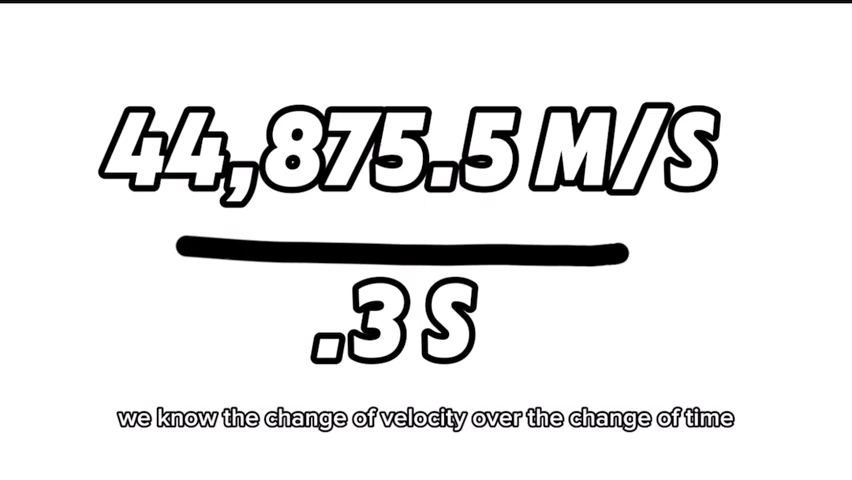 44,875.5 M/S
.3 S
we know the change of velocity over the change of time